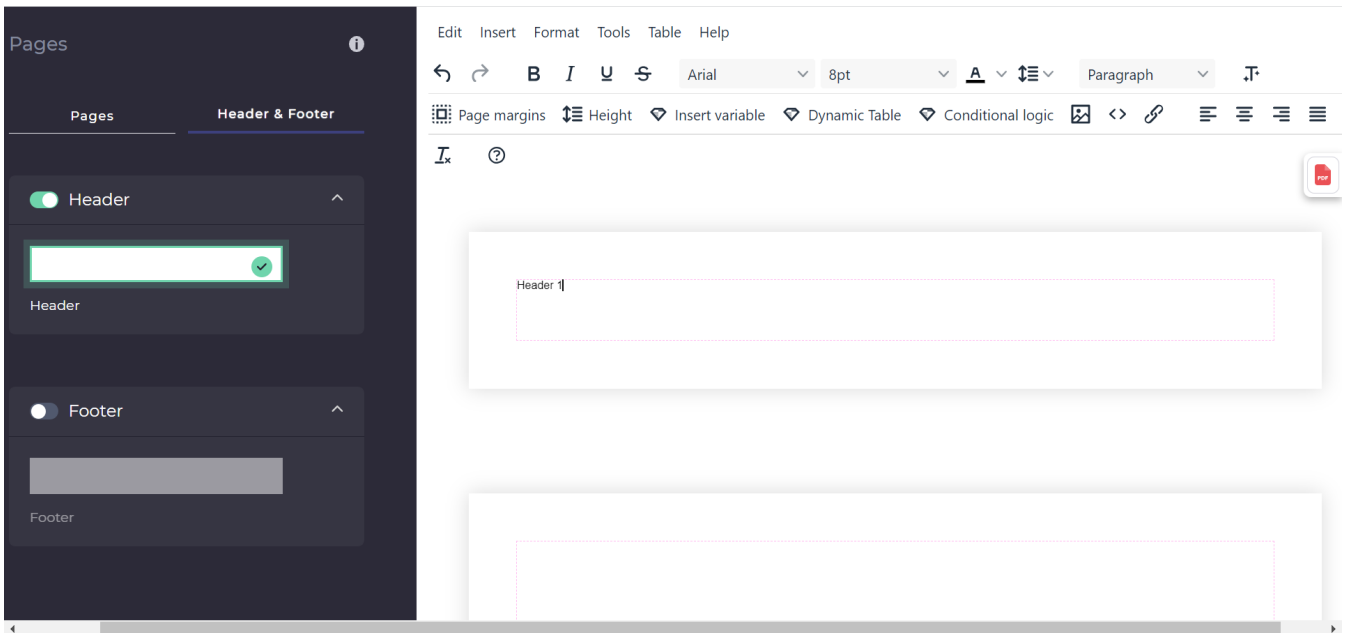 Pages
Pages Header & Footer
Header
Header
Footer
Footer
Edit Insert Format Tools Table Help
B I U S Arial 8pt A Paragraph
Page margins Height Insert variable Dynamic Table Conditional logic
Header 1
PDF